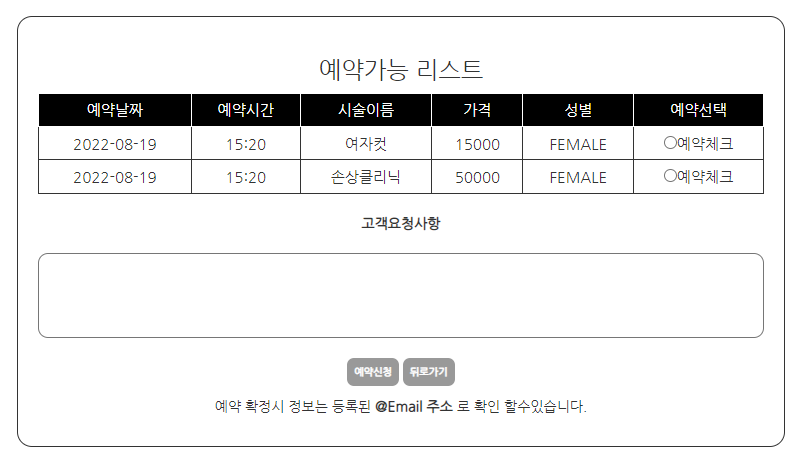 예약가능 리스트
예약날짜 예약시간 시술이름 가격 성별 예약선택
2022-08-19 15:20 여자컷 15000 FEMALE 예약체크
2022-08-19 15:20 손상클리닉 50000 FEMALE 예약체크
고객요청사항
예약신청 뒤로가기
예약 확정시 정보는 등록된 @Email 주소 로 확인 할수있습니다.